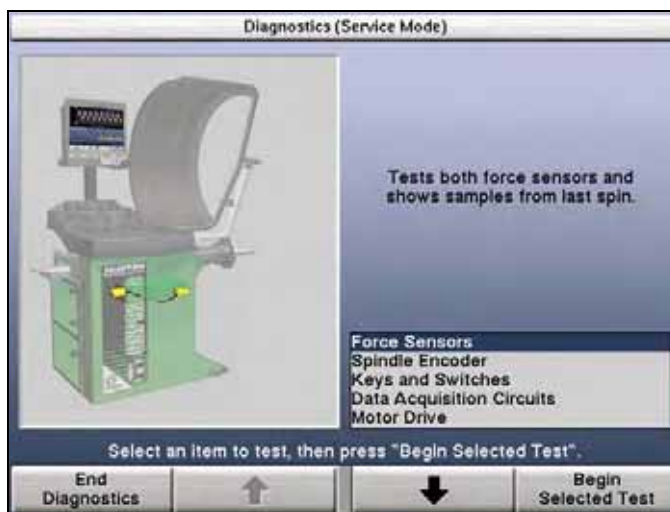 Diagnostics (Service Mode)
Tests both force sensors and
shows samples from last spin.
Force Sensors
Spindle Encoder
Keys and Switches
Data Acquisition Circuits
Motor Drive
Select an item to test, then press "Begin Selected Test".
End
Diagnostics
Begin
Selected Test